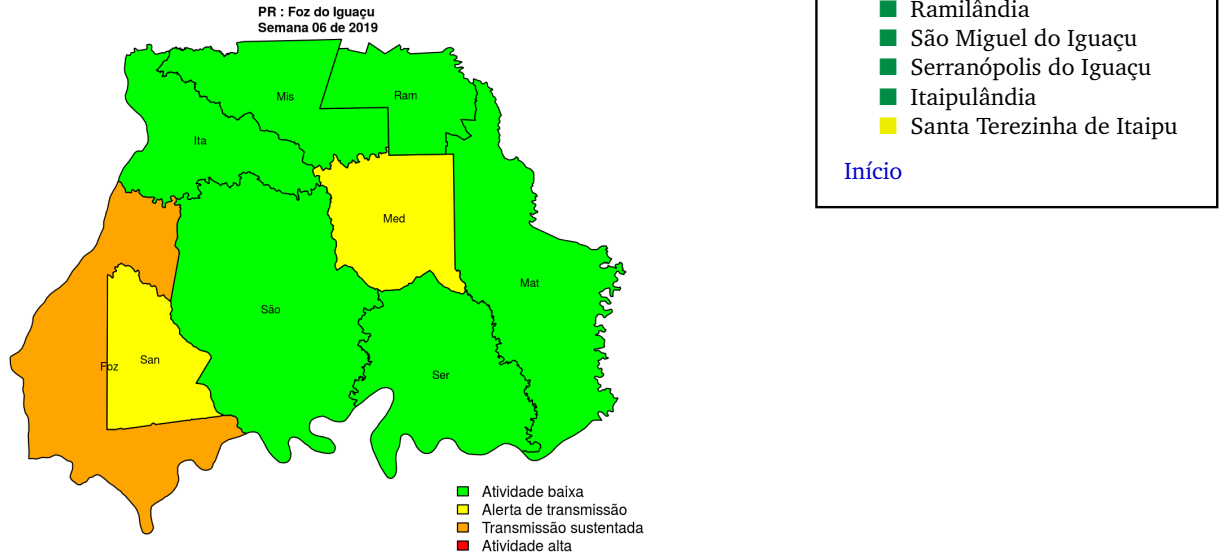 PR : Foz do Iguaçu
Semana 06 de 2019
Mis
Ram
Ita
Med
Mat
São
San
Foz
Ser
Atividade baixa
Alerta de transmissão
Transmissão sustentada
Atividade alta
Ramilândia
São Miguel do Iguaçu
Serranópolis do Iguaçu
Itaipulândia
Santa Terezinha de Itaipu
Início